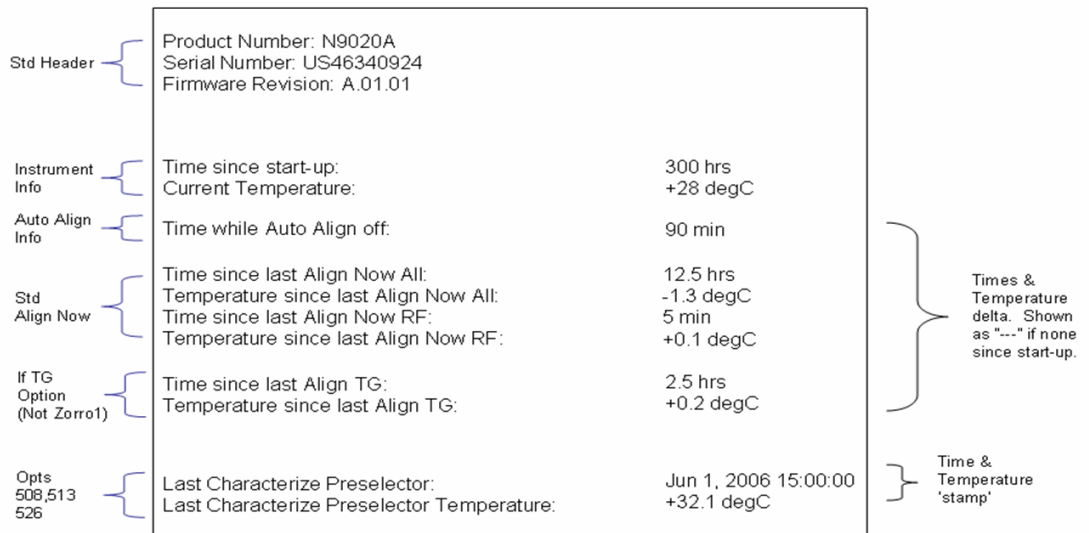 Std Header
Product Number: N9020A
Serial Number: US46340924
Firmware Revision: A.01.01
Instrument
Info
Time since start-up: 300 hrs
Current Temperature: +28 degC
Auto Align
Info
Time while Auto Align off: 90 min
Std
Align Now
Time since last Align Now All: 12.5 hrs
Temperature since last Align Now All: -1.3 degC
Time since last Align Now RF: 5 min
Temperature since last Align Now RF: +0.1 degC
If TG
Option
(Not Zorro1)
Time since last Align TG: 2.5 hrs
Temperature since last Align TG: +0.2 degC
Times &
Temperature
delta. Shown
as "---" if none
since start-up.
Opts
508,513
526
Last Characterize Preselector: Jun 1, 2006 15:00:00
Last Characterize Preselector Temperature: +32.1 degC
Time &
Temperature
'stamp'